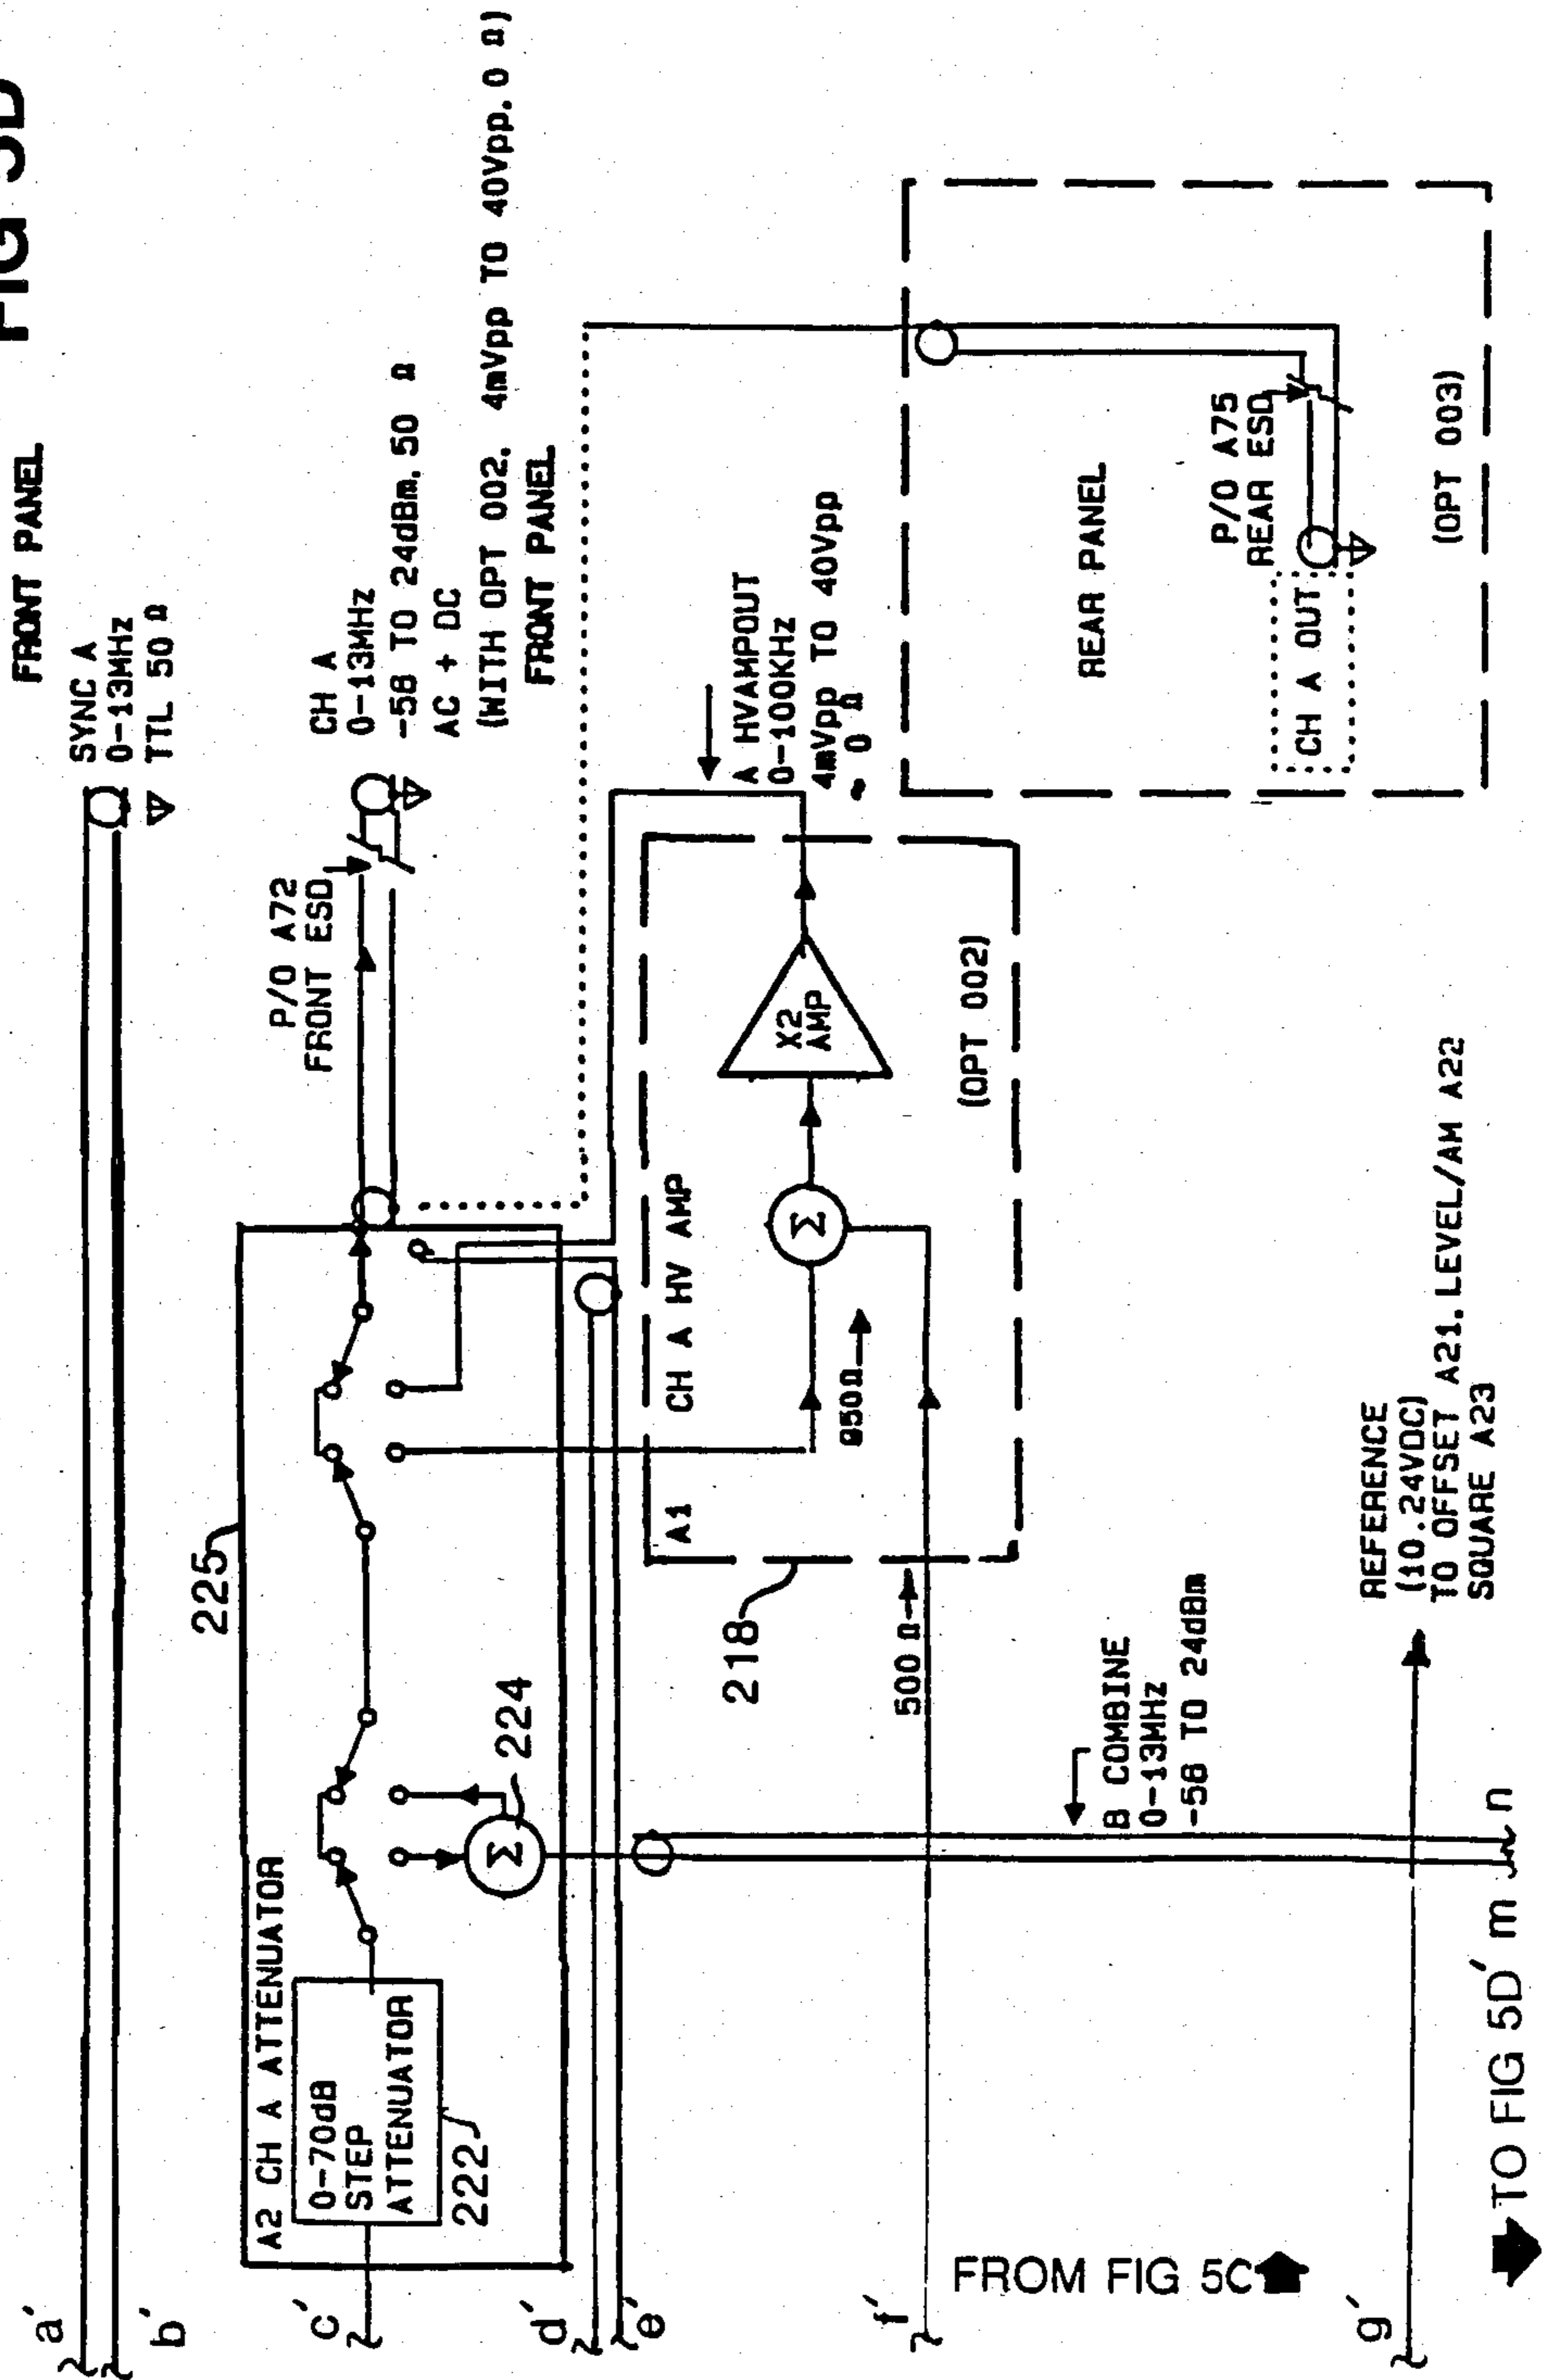 FIG 5D
FRONT PANEL
a'
b'
SYNC A
0-13MHz
TTL 50 Ω
225
A2 CH A ATTENUATOR
0-70dB
STEP
ATTENUATOR
222
Σ
224
c'
P/O A72
FRONT ESD
CH A
0-13MHz
-58 TO 24dBm, 50 Ω
AC + DC
(WITH OPT 002, 4mVpp TO 40Vpp, 0 Ω)
FRONT PANEL
d'
e'
A1 CH A HV AMP
218
500 Ω
950Ω
Σ
X2
AMP
(OPT 002)
A HVAMPOUT
0-100KHz
4mVpp TO 40Vpp
0 Ω
f'
REAR PANEL
P/O A75
REAR ESD
CH A OUT
(OPT 003)
FROM FIG 5C
B COMBINE
0-13MHz
-58 TO 24dBm
g'
REFERENCE
(10.24VDC)
TO OFFSET A21, LEVEL/AM A22
SQUARE A23
TO FIG 5D' m n